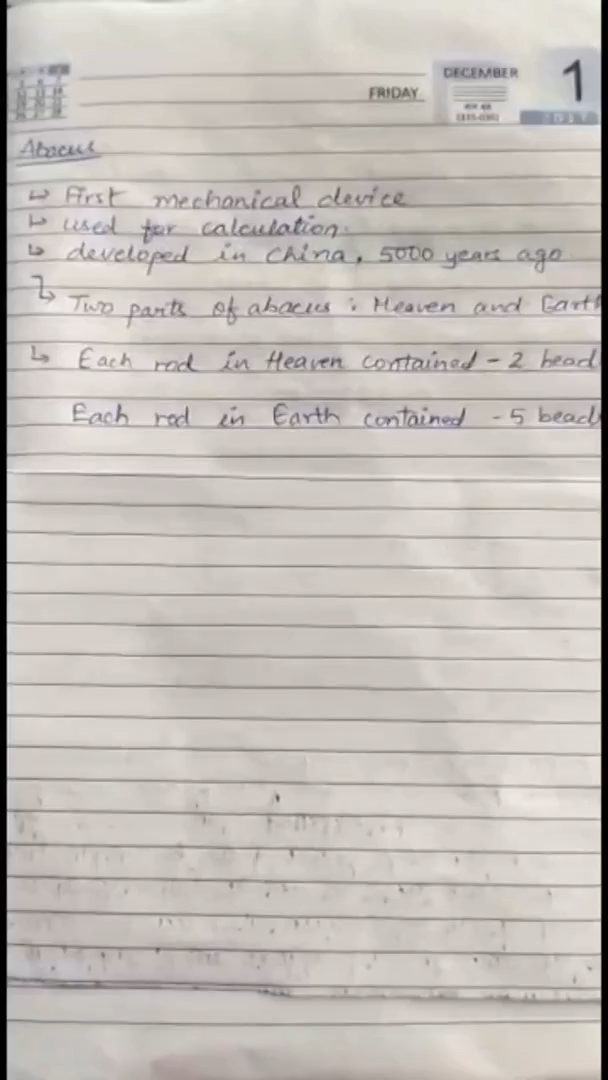 DECEMBER 1
FRIDAY
2017
Abacus
↳ First mechanical device
↳ used for calculation.
↳ developed in China, 5000 years ago
↳ Two parts of abacus : Heaven and Earth
↳ Each rod in Heaven contained - 2 bead
Each rod in Earth contained - 5 bead